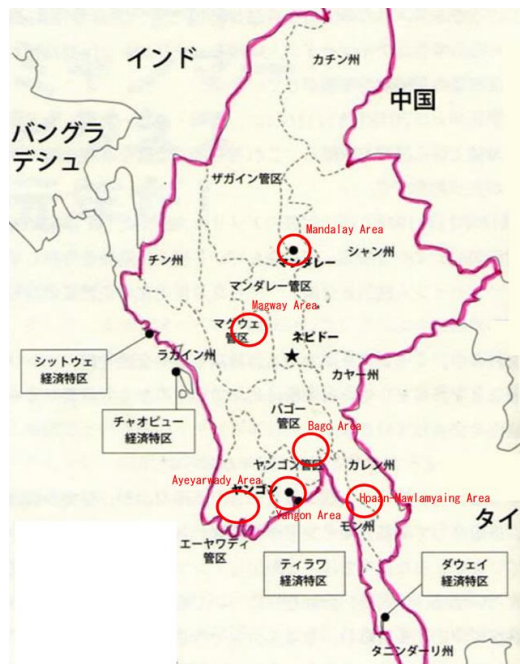 インド
カチン州
中国
バングラ
デシュ
ザガイン管区
Mandalay Area
マンダレー
シャン州
チン州
マンダレー管区
Magway Area
マグウェ
管区
ネピドー
シットウェ
経済特区
ラカイン州
カヤー州
チャオピュー
経済特区
バゴー
管区
Bago Area
ヤンゴン管区
カレン州
Ayeyarwady Area
ヤンゴン
Hpaan-Mawlamyaing Area
Yangon Area
モン州
タイ
エーヤワディ
管区
ティラワ
経済特区
ダウェイ
経済特区
タニンダーリ州